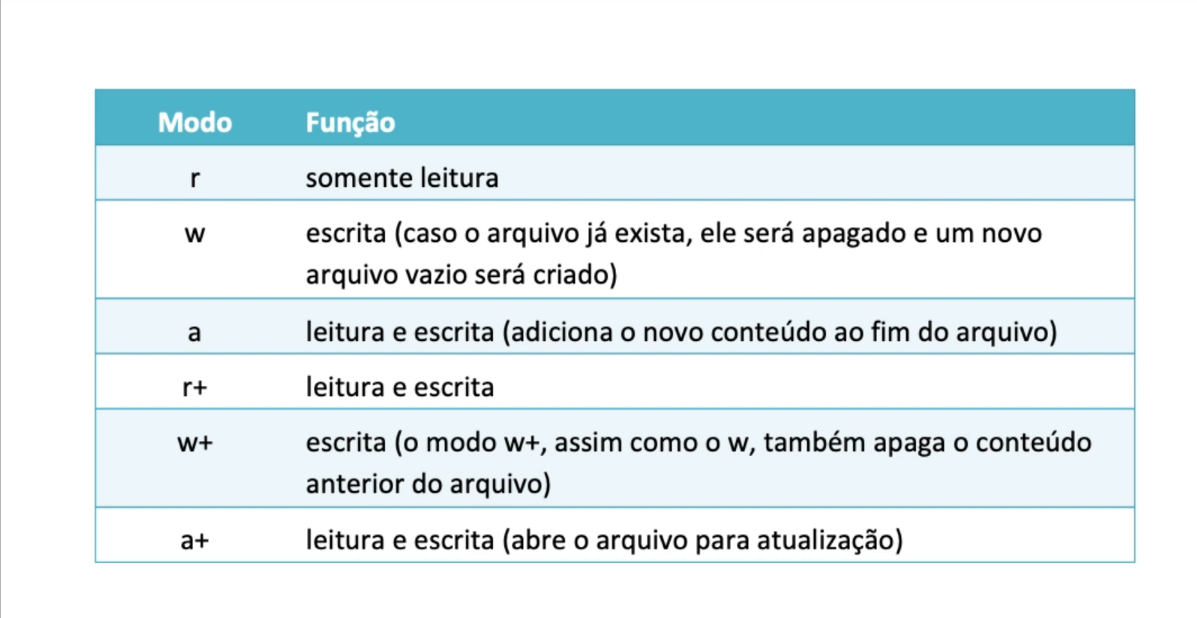 Modo Função
r somente leitura
w escrita (caso o arquivo já exista, ele será apagado e um novo
arquivo vazio será criado)
a leitura e escrita (adiciona o novo conteúdo ao fim do arquivo)
r+ leitura e escrita
w+ escrita (o modo w+, assim como o w, também apaga o conteúdo
anterior do arquivo)
a+ leitura e escrita (abre o arquivo para atualização)